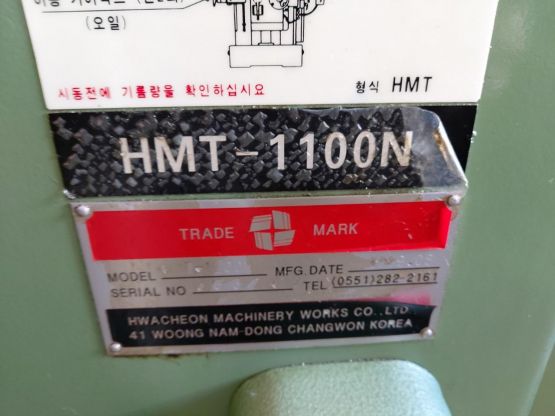 (오일)
시동전에 기름량을 확인하십시요
형식 HMT
HMT-1100N
TRADE MARK
MODEL MFG.DATE
SERIAL NO TEL (0551)282-2161
HWACHEON MACHINERY WORKS CO.,LTD.
41 WOONG NAM-DONG CHANGWON KOREA